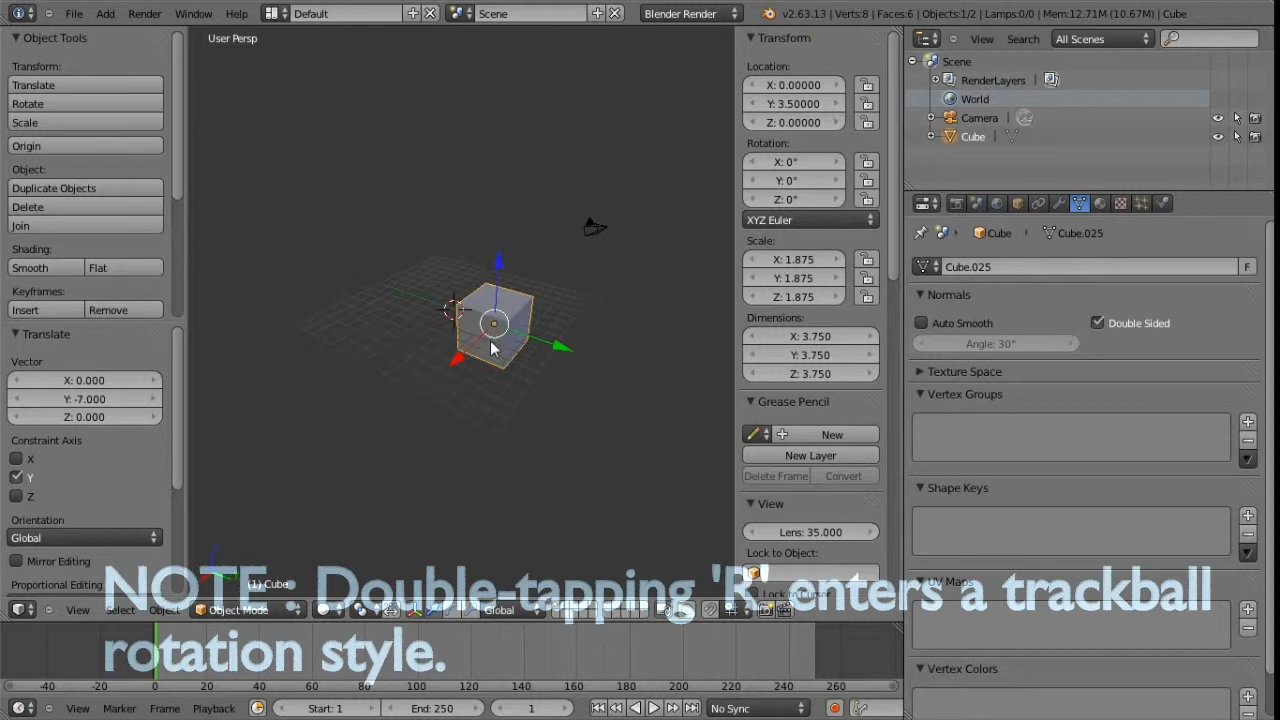 File Add Render Window Help Default Scene Blender Render v2.63.13 | Verts:8 | Faces:6 | Objects:1/2 | Lamps:0/0 | Mem:12.71M (10.67M) | Cube
Object Tools
Transform:
Translate
Rotate
Scale
Origin
Object:
Duplicate Objects
Delete
Join
Shading:
Smooth Flat
Keyframes:
Insert Remove
Translate
Vector
X: 0.000
Y: -7.000
Z: 0.000
Constraint Axis
X
Y
Z
Orientation
Global
Mirror Editing
Proportional Editing
User Persp
(1) Cube
Transform
Location:
X: 0.00000
Y: 3.50000
Z: 0.00000
Rotation:
X: 0°
Y: 0°
Z: 0°
XYZ Euler
Scale:
X: 1.875
Y: 1.875
Z: 1.875
Dimensions:
X: 3.750
Y: 3.750
Z: 3.750
Grease Pencil
New
New Layer
Delete Frame Convert
View
Lens: 35.000
Lock to Object:
Lock to Cursor
View Search All Scenes
Scene
RenderLayers
World
Camera
Cube
Cube Cube.025
Cube.025 F
Normals
Auto Smooth Double Sided
Angle: 30°
Texture Space
Vertex Groups
Shape Keys
UV Maps
Vertex Colors
NOTE : Double-tapping 'R' enters a trackball
rotation style.
View Select Object Object Mode Global
-40 -20 0 20 40 60 80 100 120 140 160 180 200 220 240 260
View Marker Frame Playback Start: 1 End: 250 1 No Sync